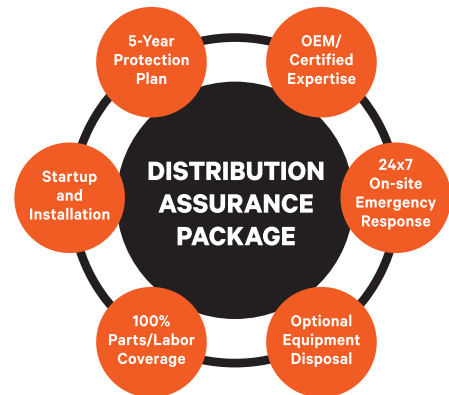 5-Year
Protection
Plan
OEM/
Certified
Expertise
Startup
and
Installation
DISTRIBUTION
ASSURANCE
PACKAGE
24x7
On-site
Emergency
Response
100%
Parts/Labor
Coverage
Optional
Equipment
Disposal